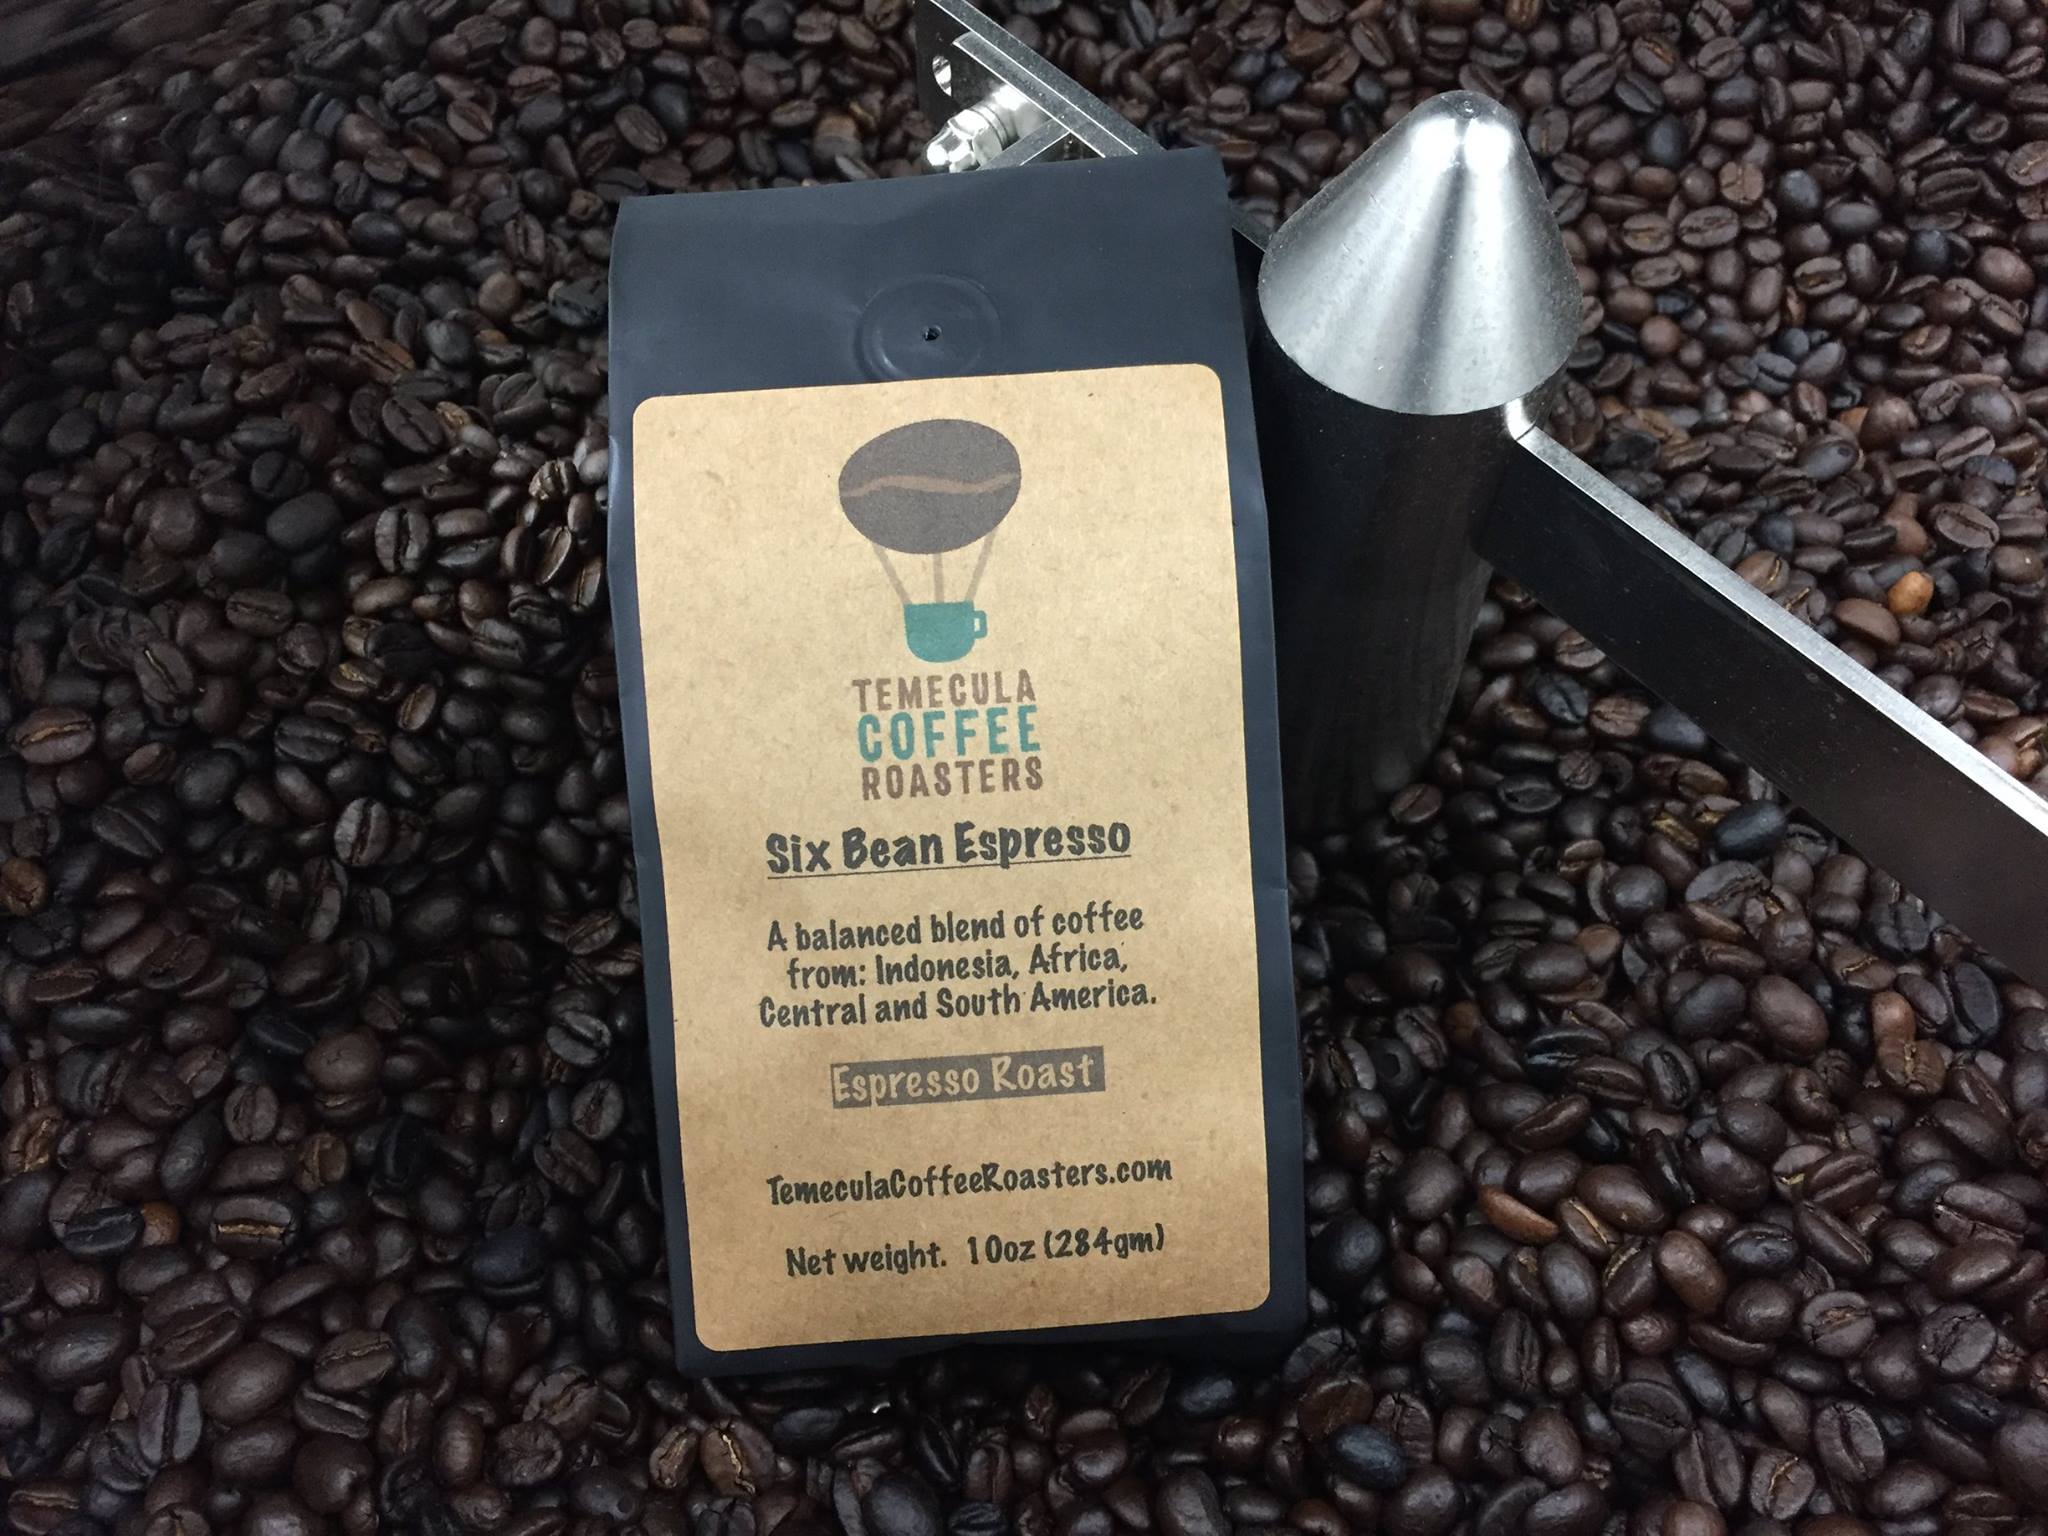 TEMECULA
COFFEE
ROASTERS
Six Bean Espresso
A balanced blend of coffee
from: Indonesia, Africa,
Central and South America.
Espresso Roast
TemeculaCoffeeRoasters.com
Net weight. 10oz (284gm)